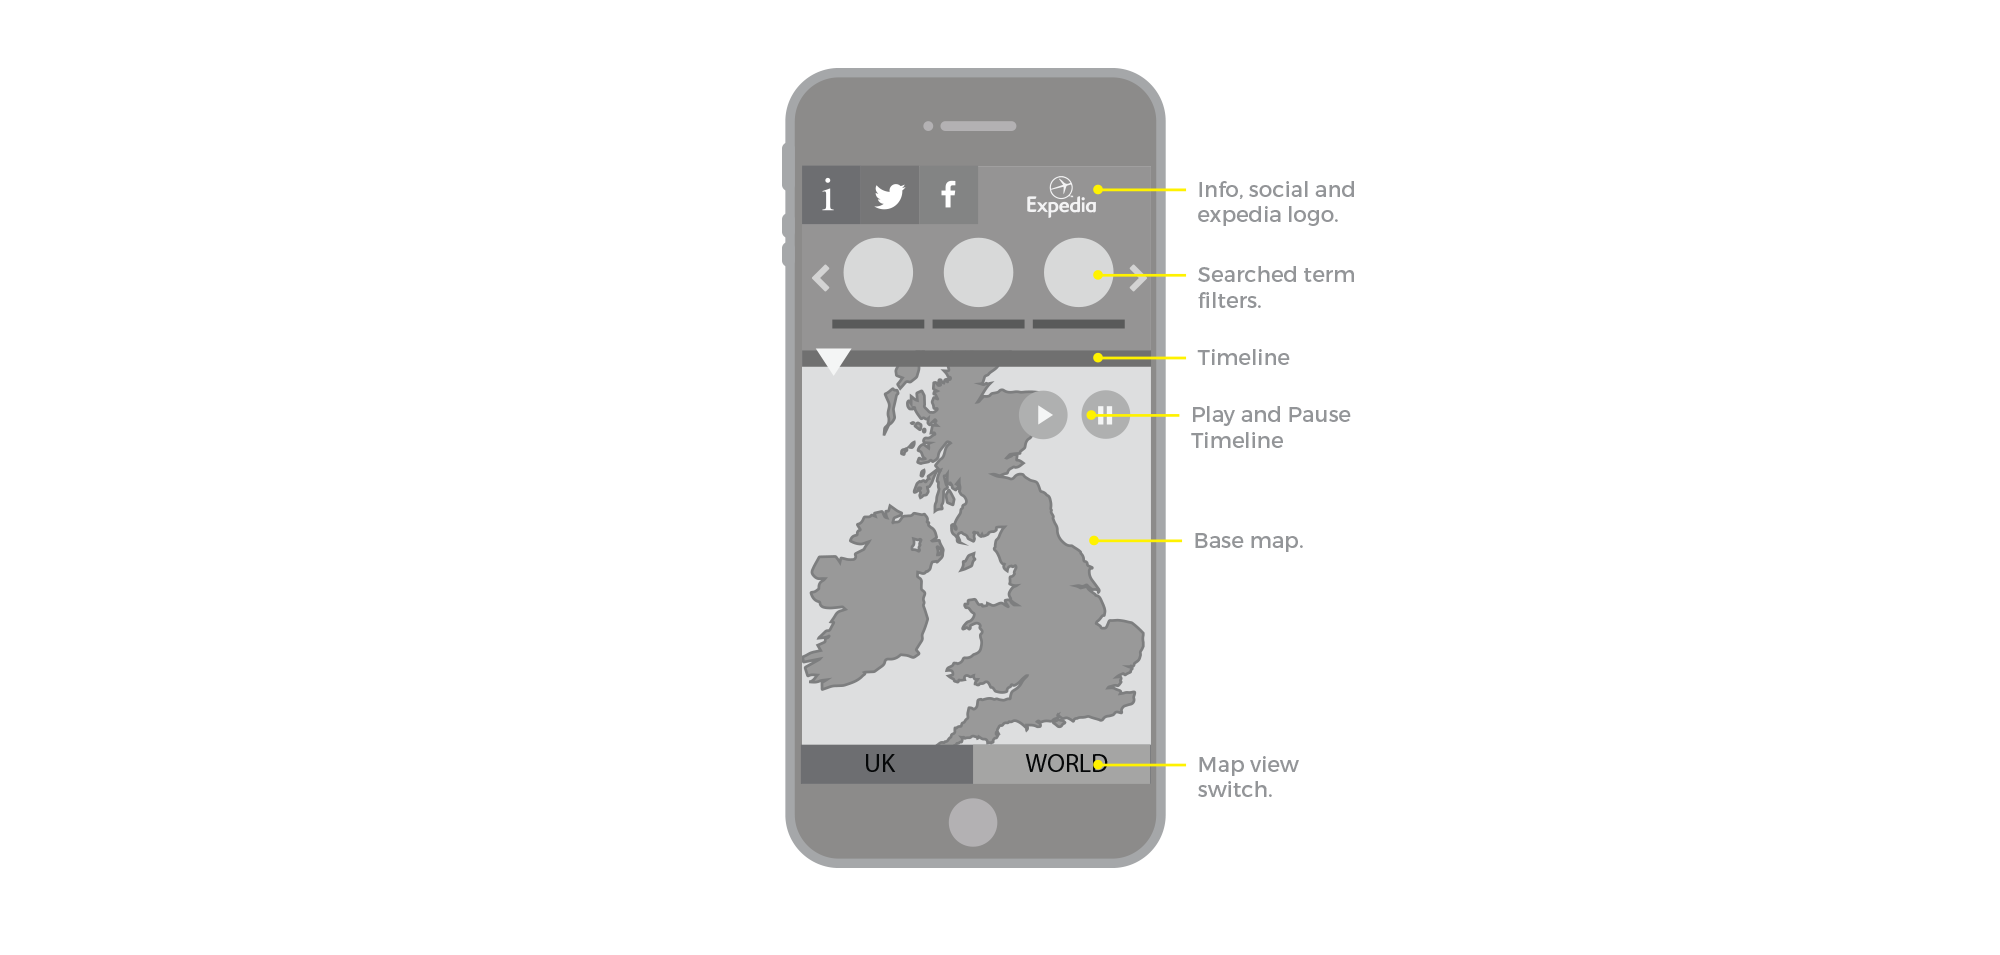 i
f
Expedia
Info, social and
expedia logo.
Searched term
filters.
Timeline
Play and Pause
Timeline
Base map.
UK
WORLD
Map view
switch.